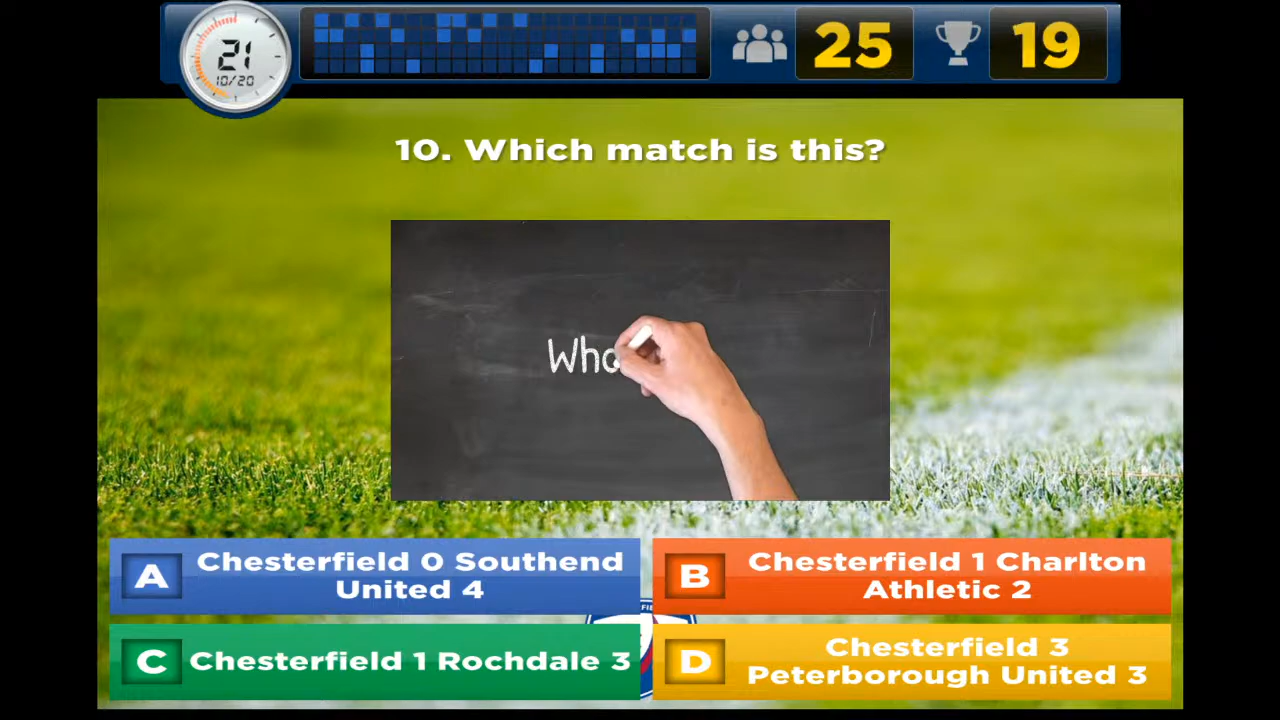 21
10/20
25
19
10. Which match is this?
Who
A
Chesterfield 0 Southend
United 4
B
Chesterfield 1 Charlton
Athletic 2
C
Chesterfield 1 Rochdale 3
D
Chesterfield 3
Peterborough United 3